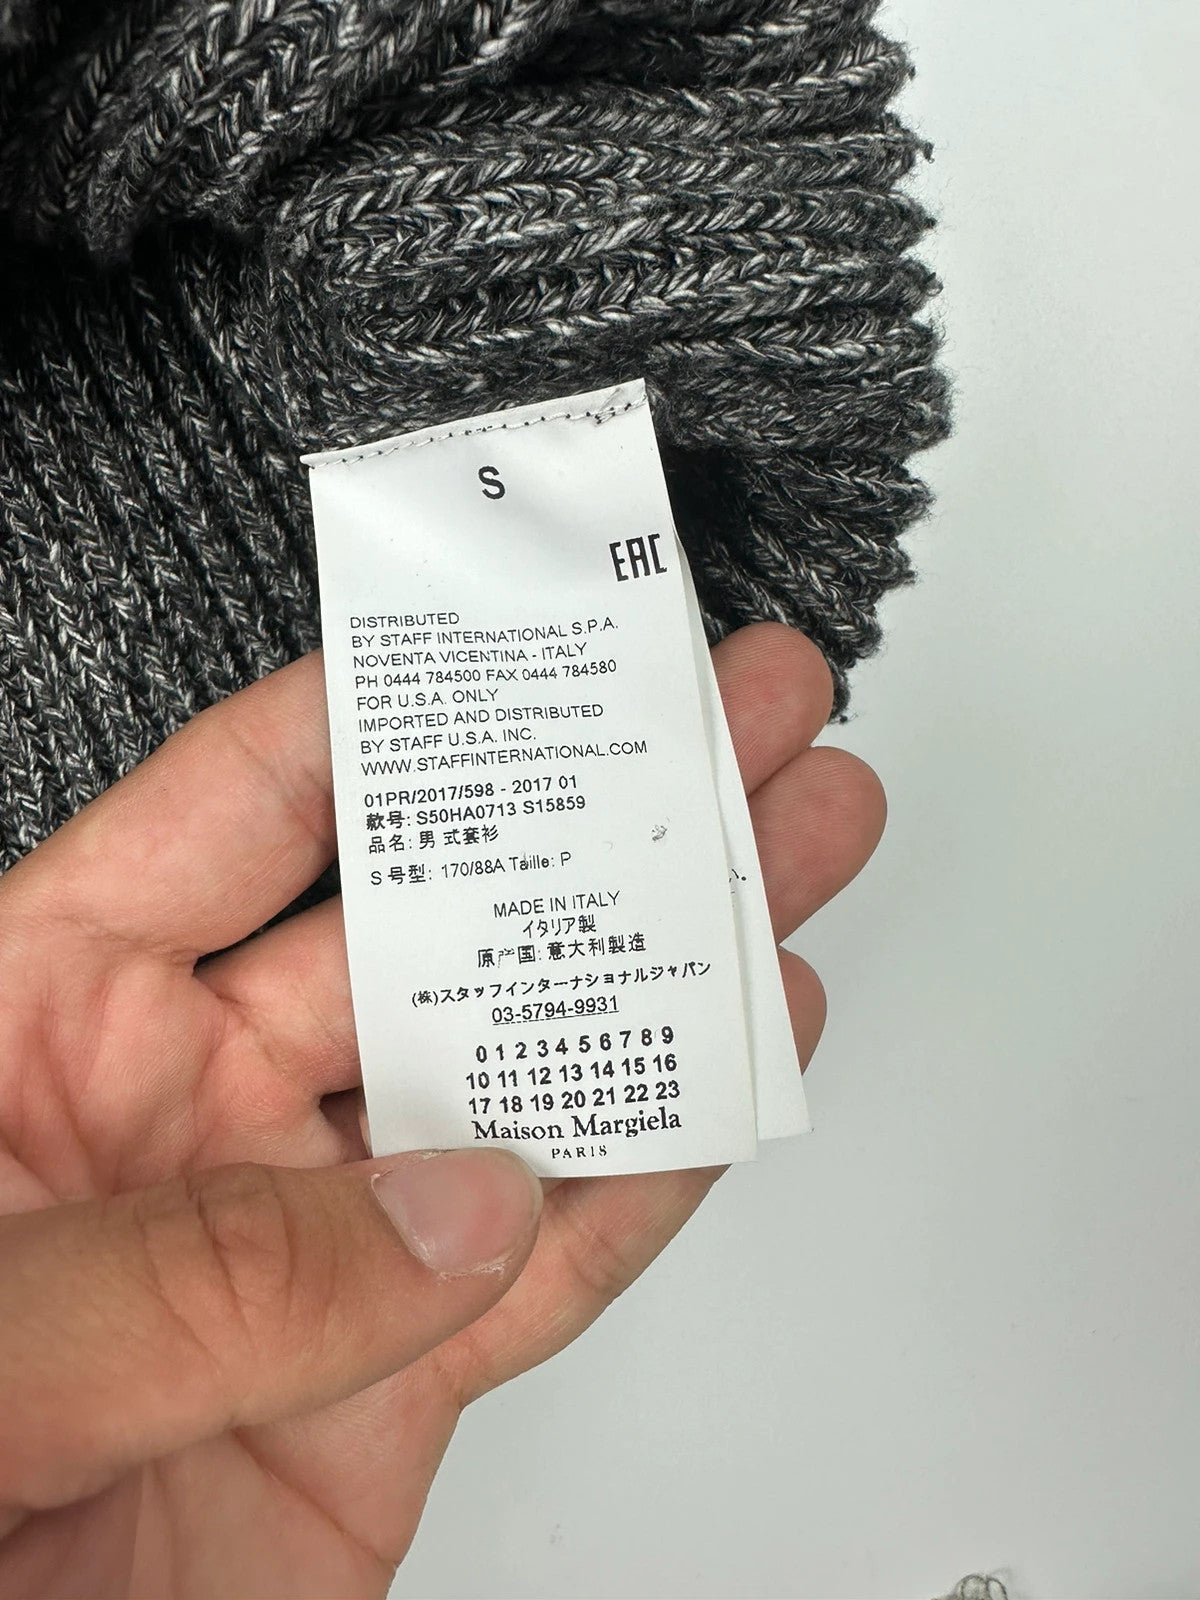 S
EAC
DISTRIBUTED
BY STAFF INTERNATIONAL S.P.A.
NOVENTA VICENTINA - ITALY
PH 0444 784500 FAX 0444 784580
FOR U.S.A. ONLY
IMPORTED AND DISTRIBUTED
BY STAFF U.S.A. INC.
WWW.STAFFINTERNATIONAL.COM
01PR/2017/598 - 2017 01
款号: S50HA0713 S15859
品名: 男 式套衫
S 号型: 170/88A Taille: P
MADE IN ITALY
イタリア製
原产国: 意大利製造
(株)スタッフインターナショナルジャパン
03-5794-9931
0 1 2 3 4 5 6 7 8 9
10 11 12 13 14 15 16
17 18 19 20 21 22 23
Maison Margiela
PARIS